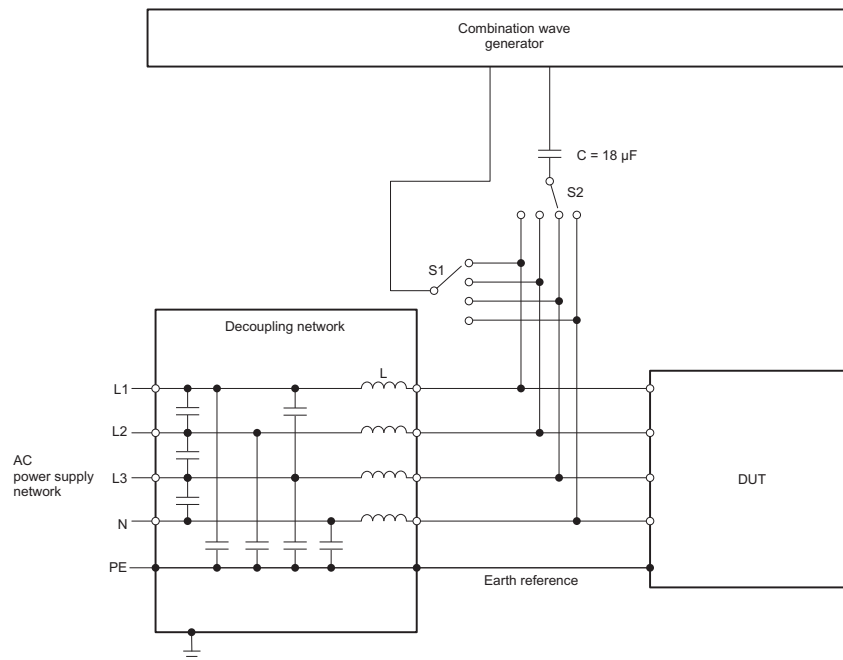 Combination wave
generator
C = 18 µF
S2
S1
Decoupling network
L
L1
L2
AC
power supply
network
L3
DUT
N
PE
Earth reference